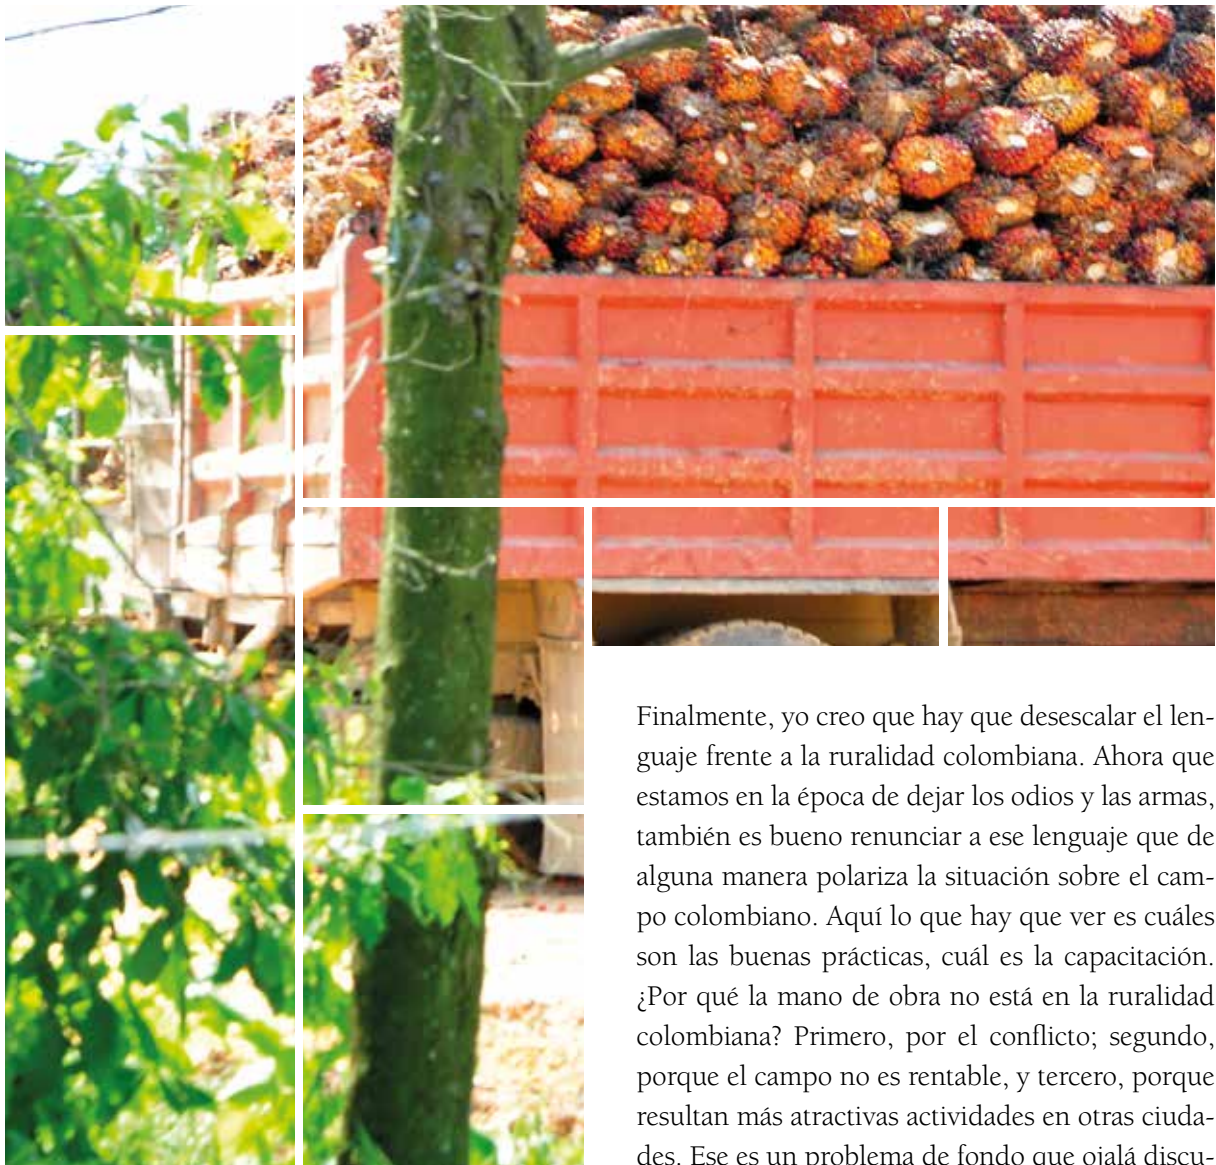 Finalmente, yo creo que hay que desescalar el len-
guaje frente a la ruralidad colombiana. Ahora que
estamos en la época de dejar los odios y las armas,
también es bueno renunciar a ese lenguaje que de
alguna manera polariza la situación sobre el cam-
po colombiano. Aquí lo que hay que ver es cuáles
son las buenas prácticas, cuál es la capacitación.
¿Por qué la mano de obra no está en la ruralidad
colombiana? Primero, por el conflicto; segundo,
porque el campo no es rentable, y tercero, porque
resultan más atractivas actividades en otras ciuda-
des. Ese es un problema de fondo que ojalá discu-